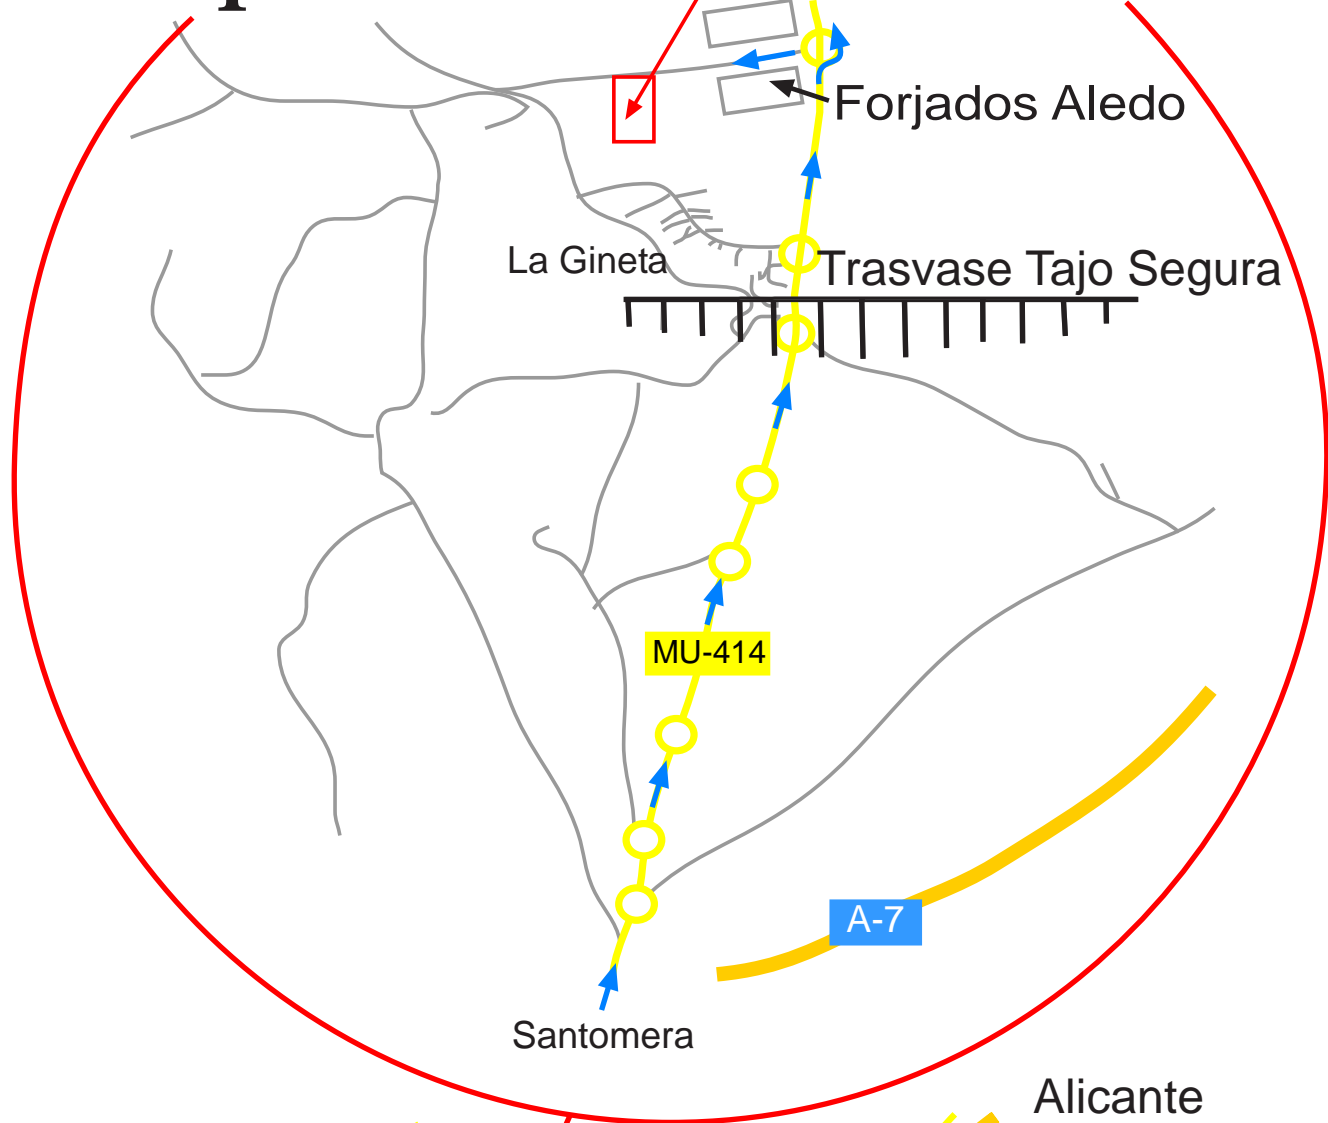 Forjados Aledo
La Gineta
Trasvase Tajo Segura
MU-414
A-7
Santomera
Alicante